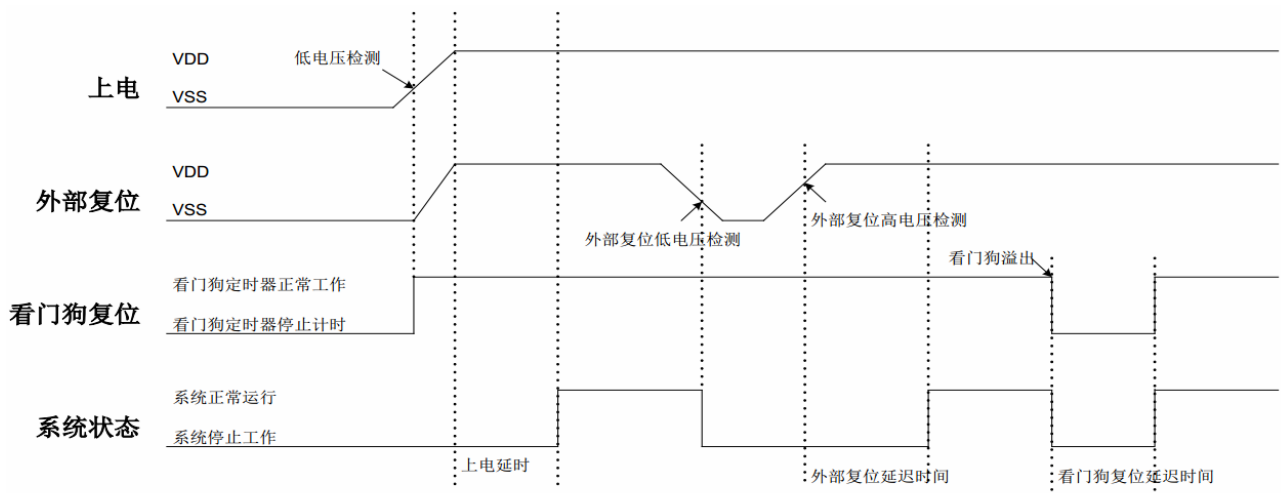 上电
VDD
低电压检测
VSS
外部复位
VDD
VSS
外部复位低电压检测
外部复位高电压检测
看门狗复位
看门狗溢出
看门狗定时器正常工作
看门狗定时器停止计时
系统状态
系统正常运行
系统停止工作
上电延时
外部复位延迟时间
看门狗复位延迟时间